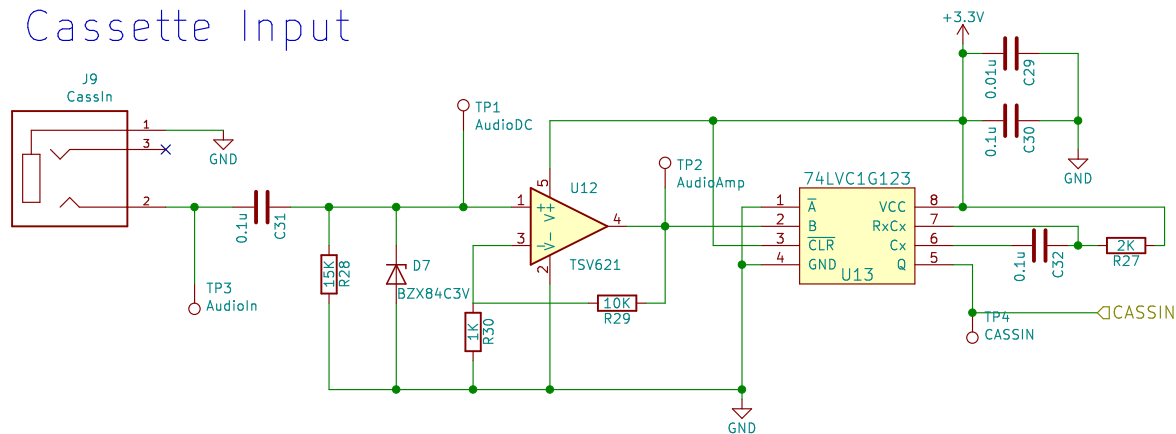 Cassette Input
J9
CassIn
1
3
2
GND
TP3
AudioIn
0.1u
C31
15K
R28
D7
BZX84C3V
TP1
AudioDC
1
3
5
2
4
++
V+
-
V-
U12
TSV621
1K
R30
10K
R29
TP2
AudioAmp
GND
74LVC1G123
1
2
3
4
A
B
CLR
GND
VCC
RxCx
Cx
Q
8
7
6
5
U13
+3.3V
0.01u
C29
0.1u
C30
GND
0.1u
C32
2K
R27
TP4
CASSIN
CASSIN